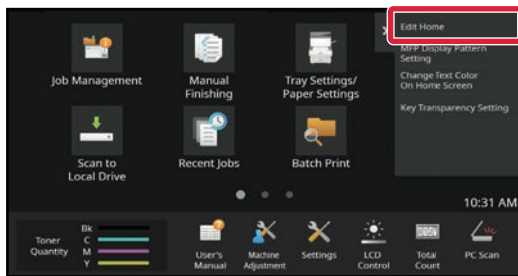 Edit Home
MFP Display Pattern
Setting
Change Text Color
On Home Screen
Key Transparency Setting
Job Management
Manual
Finishing
Tray Settings/
Paper Settings
Scan to
Local Drive
Recent Jobs
Batch Print
10:31 AM
Toner
Quantity
Bk
C
M
Y
User's
Manual
Machine
Adjustment
Settings
LCD
Control
Total
Count
PC Scan